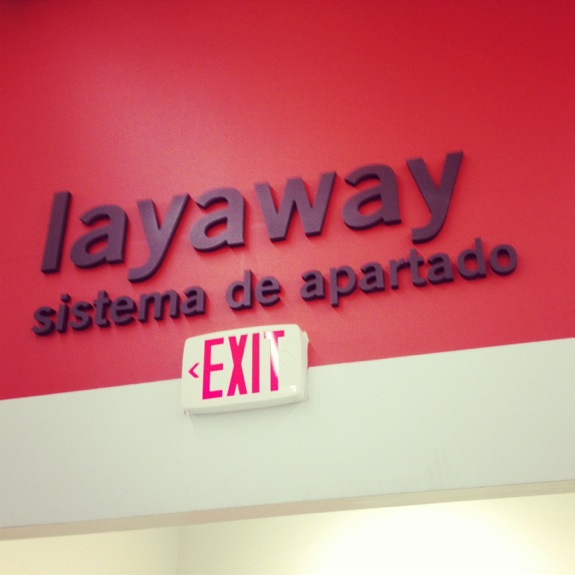 layaway
sistema de apartado
<EXIT